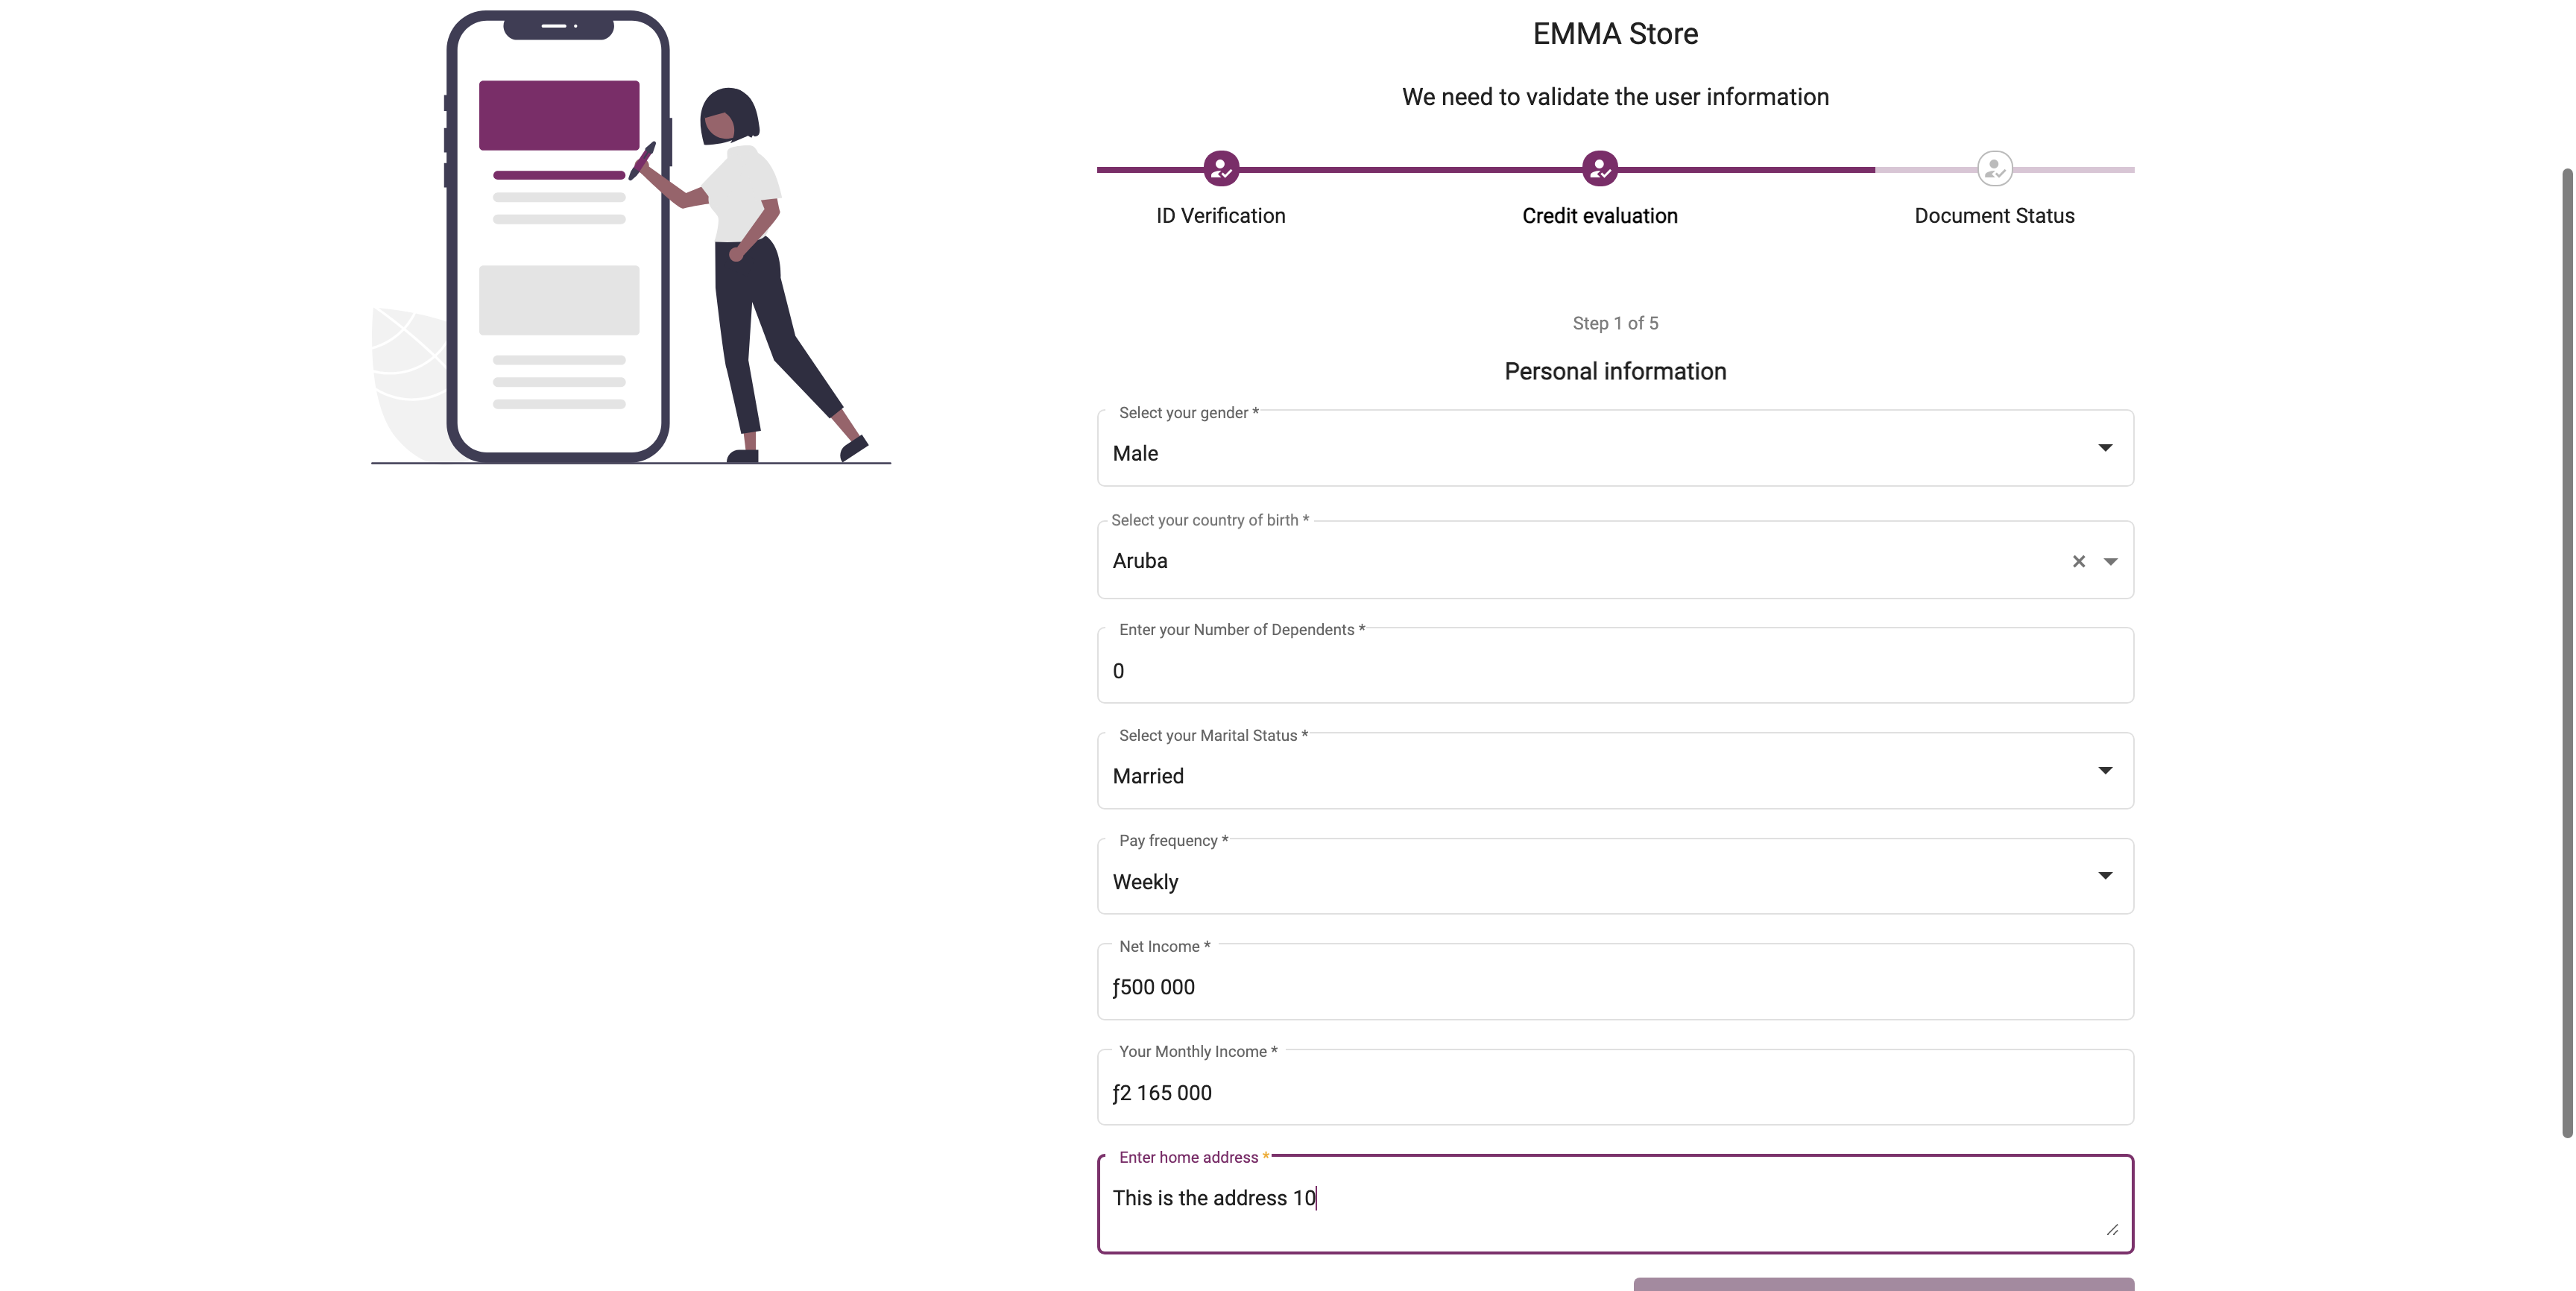 EMMA Store
We need to validate the user information
ID Verification
Credit evaluation
Document Status
Step 1 of 5
Personal information
Select your gender *
Male
Select your country of birth *
Aruba
Enter your Number of Dependents *
0
Select your Marital Status *
Married
Pay frequency *
Weekly
Net Income *
ƒ500 000
Your Monthly Income *
ƒ2 165 000
Enter home address *
This is the address 10